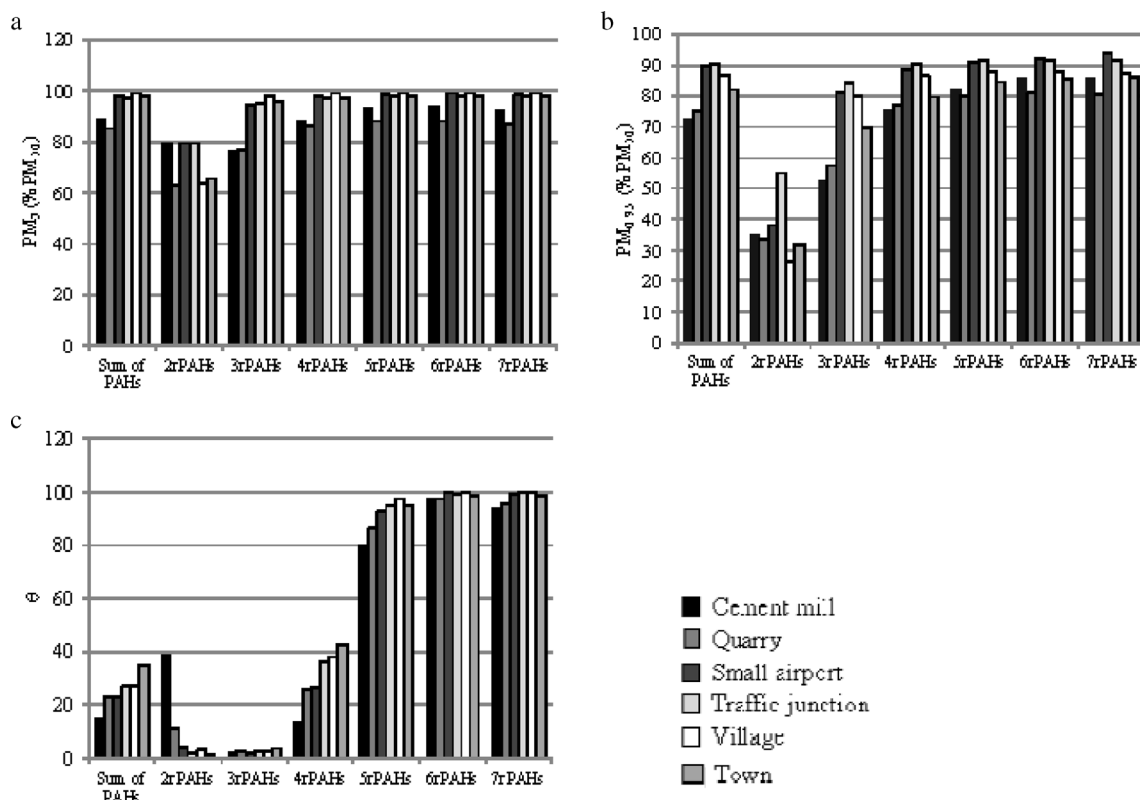 a
120
100
80
60
40
20
0
PM3 (% PM10)
Sum of PAHs 2rPAHs 3rPAHs 4rPAHs 5rPAHs 6rPAHs 7rPAHs
b
100
90
80
70
60
50
40
30
20
10
0
PM0.95 (% PM10)
Sum of PAHs 2rPAHs 3rPAHs 4rPAHs 5rPAHs 6rPAHs 7rPAHs
c
120
100
80
60
40
20
0
Θ
Sum of PAHs 2rPAHs 3rPAHs 4rPAHs 5rPAHs 6rPAHs 7rPAHs
Cement mill
Quarry
Small airport
Traffic junction
Village
Town